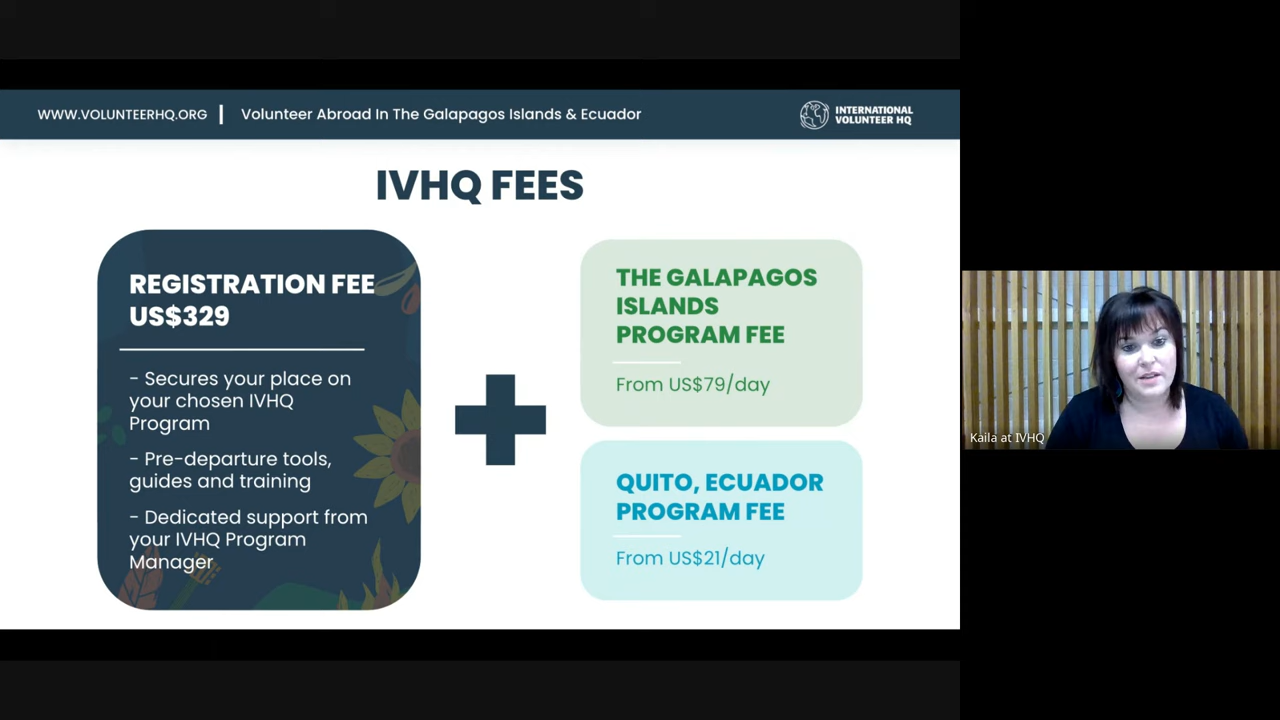 WWW.VOLUNTEERHQ.ORG | Volunteer Abroad In The Galapagos Islands & Ecuador
INTERNATIONAL
VOLUNTEER HQ
IVHQ FEES
REGISTRATION FEE
US$329
- Secures your place on
your chosen IVHQ
Program
- Pre-departure tools,
guides and training
- Dedicated support from
your IVHQ Program
Manager
THE GALAPAGOS
ISLANDS
PROGRAM FEE
From US$79/day
QUITO, ECUADOR
PROGRAM FEE
From US$21/day
Kaila at IVHQ